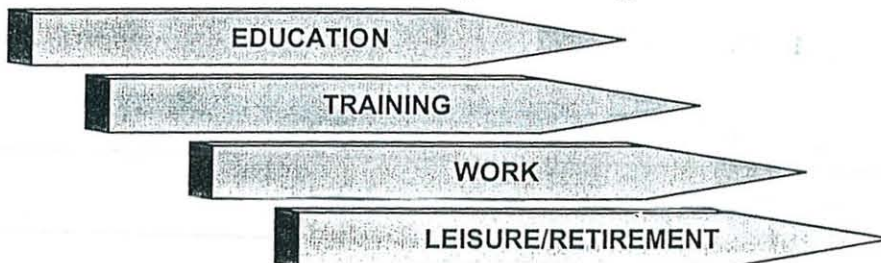 EDUCATION
TRAINING
WORK
LEISURE/RETIREMENT